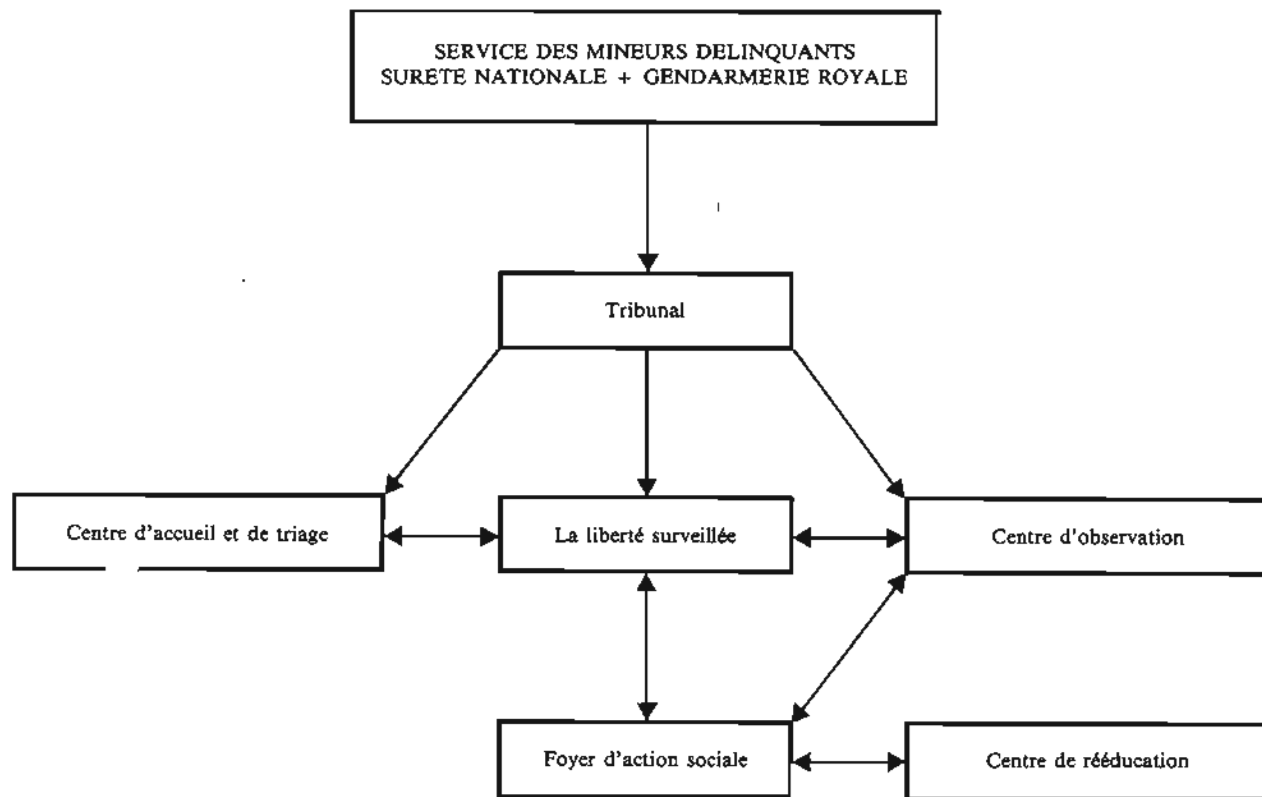 SERVICE DES MINEURS DELINQUANTS
SURETE NATIONALE + GENDARMERIE ROYALE
Tribunal
Centre d'accueil et de triage
La liberté surveillée
Centre d'observation
Foyer d'action sociale
Centre de rééducation